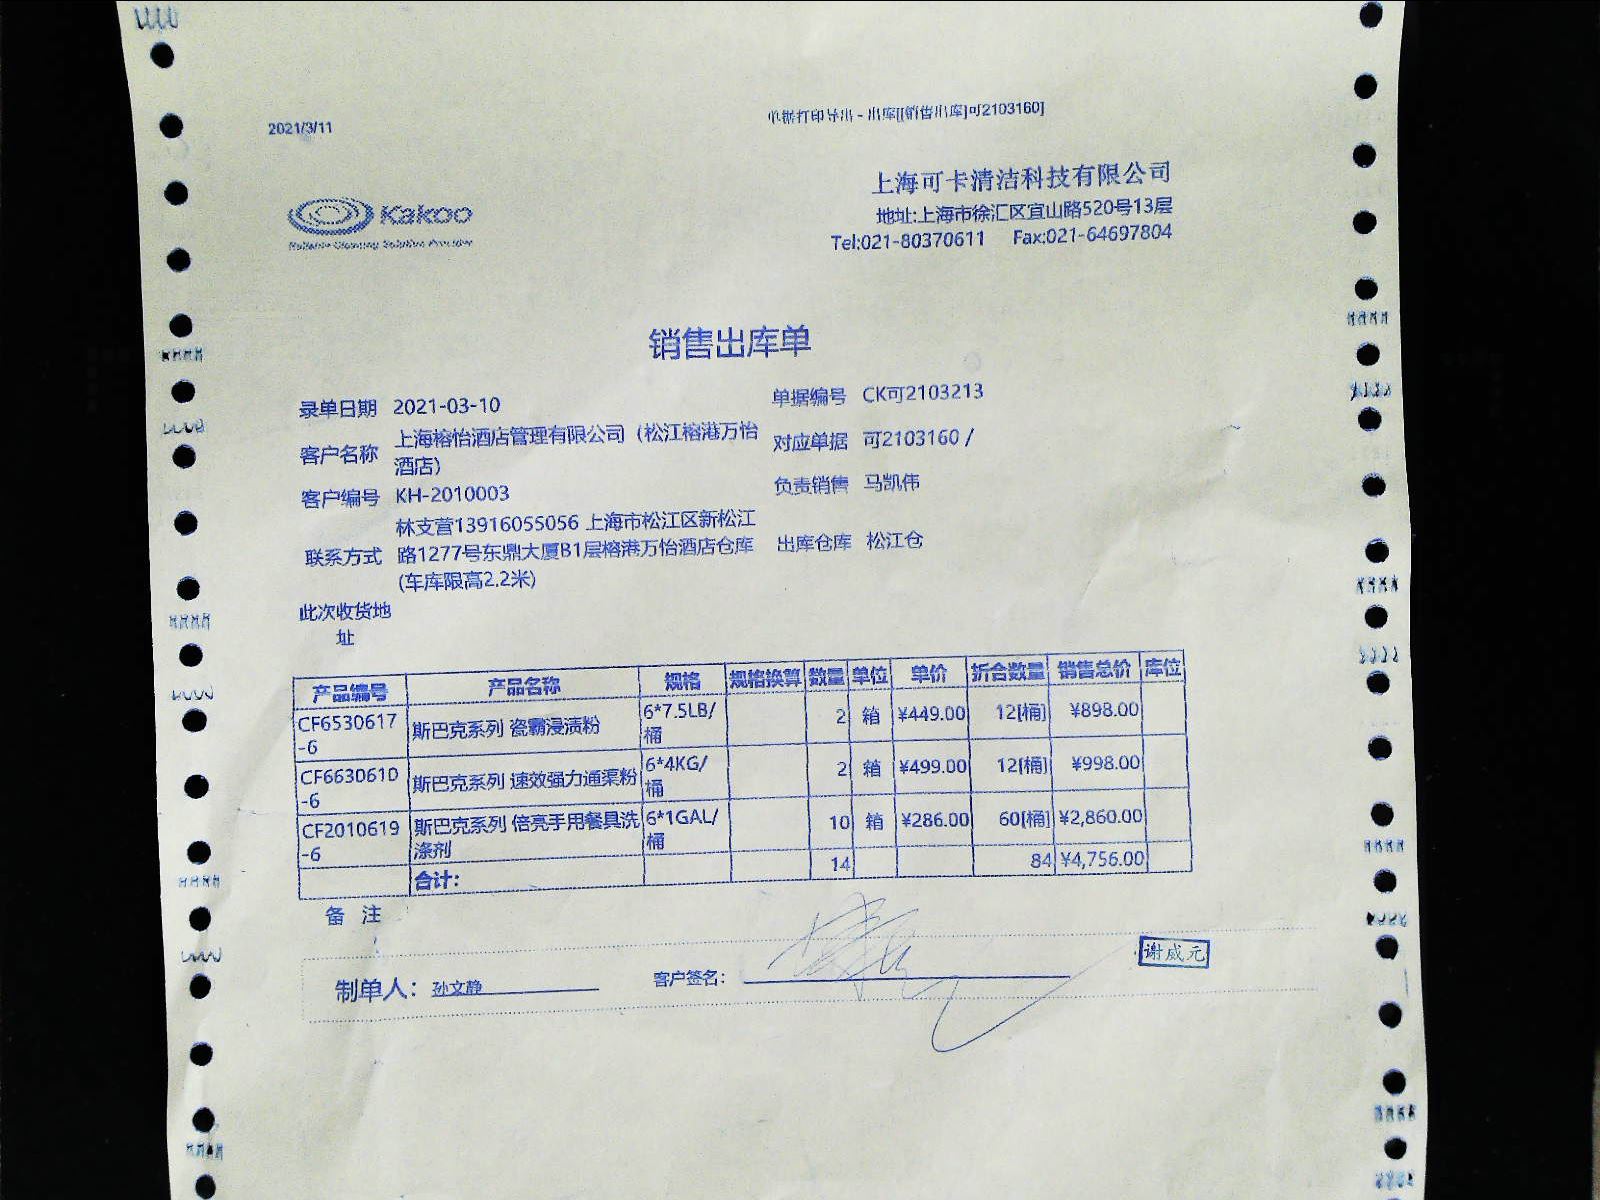 2021/3/11
单据打印导出 - 出库[[销售出库]可2103160]
Kakoo
Reliable Cleaning Solution Provider
上海可卡清洁科技有限公司
地址:上海市徐汇区宜山路520号13层
Tel:021-80370611 Fax:021-64697804
销售出库单
录单日期 2021-03-10 单据编号 CK可2103213
客户名称 上海榕怡酒店管理有限公司（松江榕港万怡
酒店） 对应单据 可2103160 /
客户编号 KH-2010003 负责销售 马凯伟
林支营13916055056 上海市松江区新松江
联系方式 路1277号东鼎大厦B1层榕港万怡酒店仓库 出库仓库 松江仓
(车库限高2.2米)
此次收货地
址
产品编号 产品名称 规格 规格换算 数量 单位 单价 折合数量 销售总价 库位
CF6530617 斯巴克系列 瓷霸浸渍粉 6*7.5LB/ 2 箱 ¥449.00 12[桶] ¥898.00
-6 桶
CF6630610 斯巴克系列 速效强力通渠粉 6*4KG/ 2 箱 ¥499.00 12[桶] ¥998.00
-6 桶
CF2010619 斯巴克系列 倍亮手用餐具洗 6*1GAL/ 10 箱 ¥286.00 60[桶] ¥2,860.00
-6 涤剂 桶
合计： 14 84 ¥4,756.00
备 注
制单人： 孙文静 客户签名： 谢威元